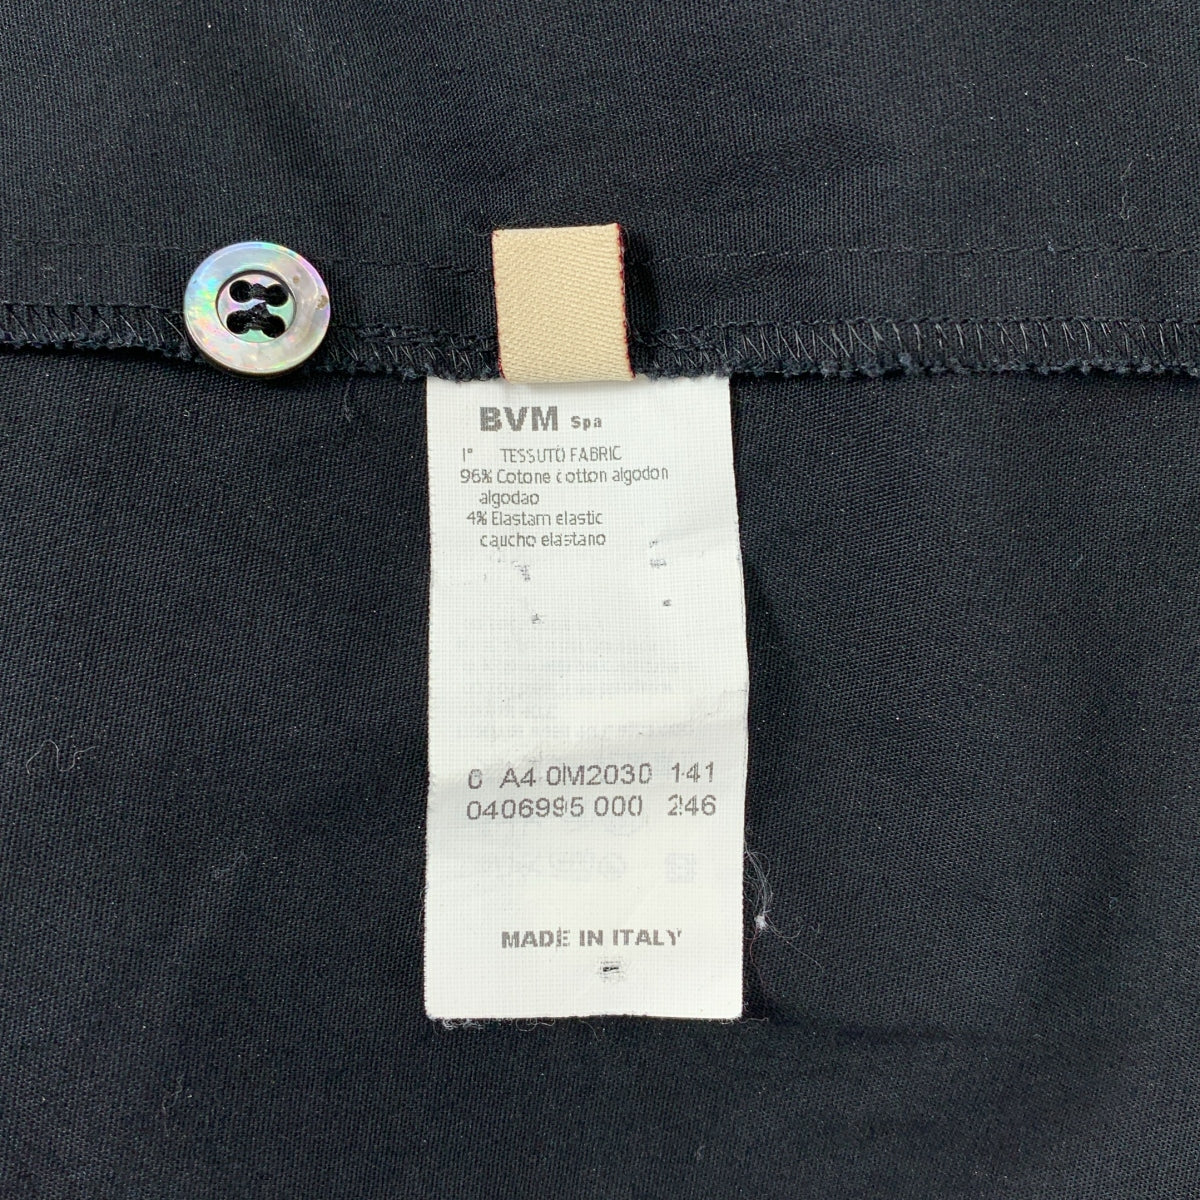 BVM Spa
1° TESSUTO FABRIC
96% Cotone cotton algodon
algodao
4% Elastam elastic
caucho elastano
6 A4 0M2030 141
0406995 000 246
MADE IN ITALY